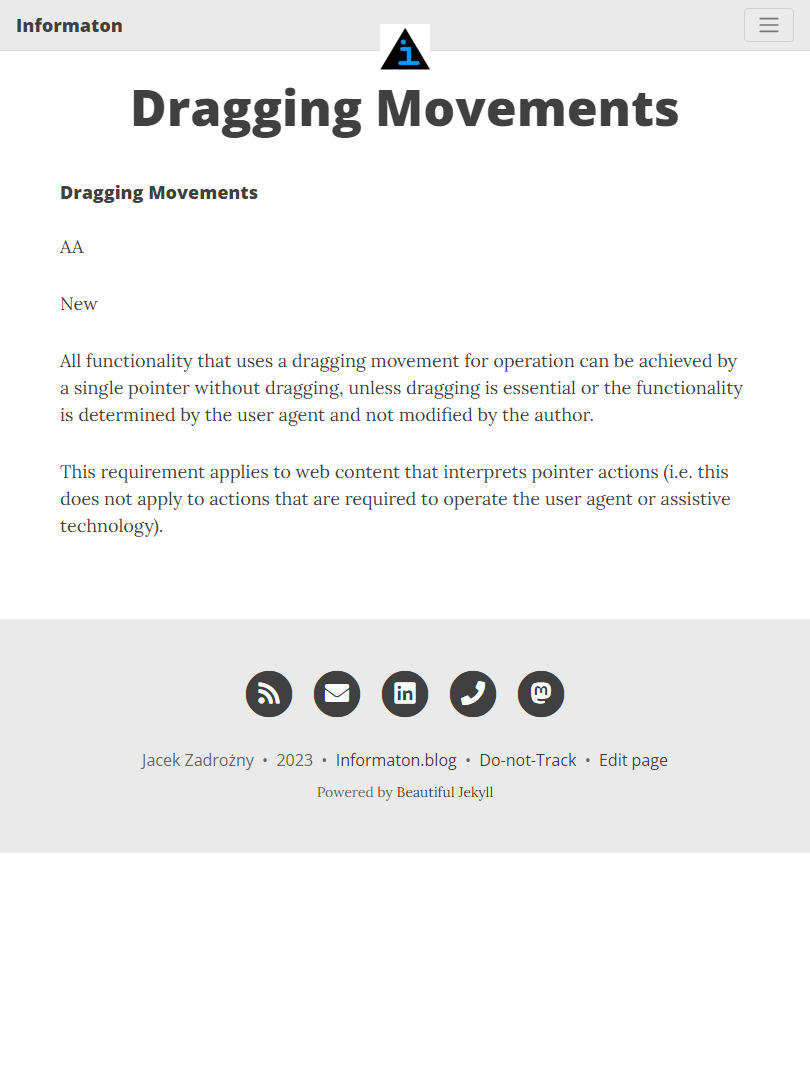 Informaton
i
Dragging Movements
Dragging Movements
AA
New
All functionality that uses a dragging movement for operation can be achieved by
a single pointer without dragging, unless dragging is essential or the functionality
is determined by the user agent and not modified by the author.
This requirement applies to web content that interprets pointer actions (i.e. this
does not apply to actions that are required to operate the user agent or assistive
technology).
Jacek Zadrożny • 2023 • Informaton.blog • Do-not-Track • Edit page
Powered by Beautiful Jekyll